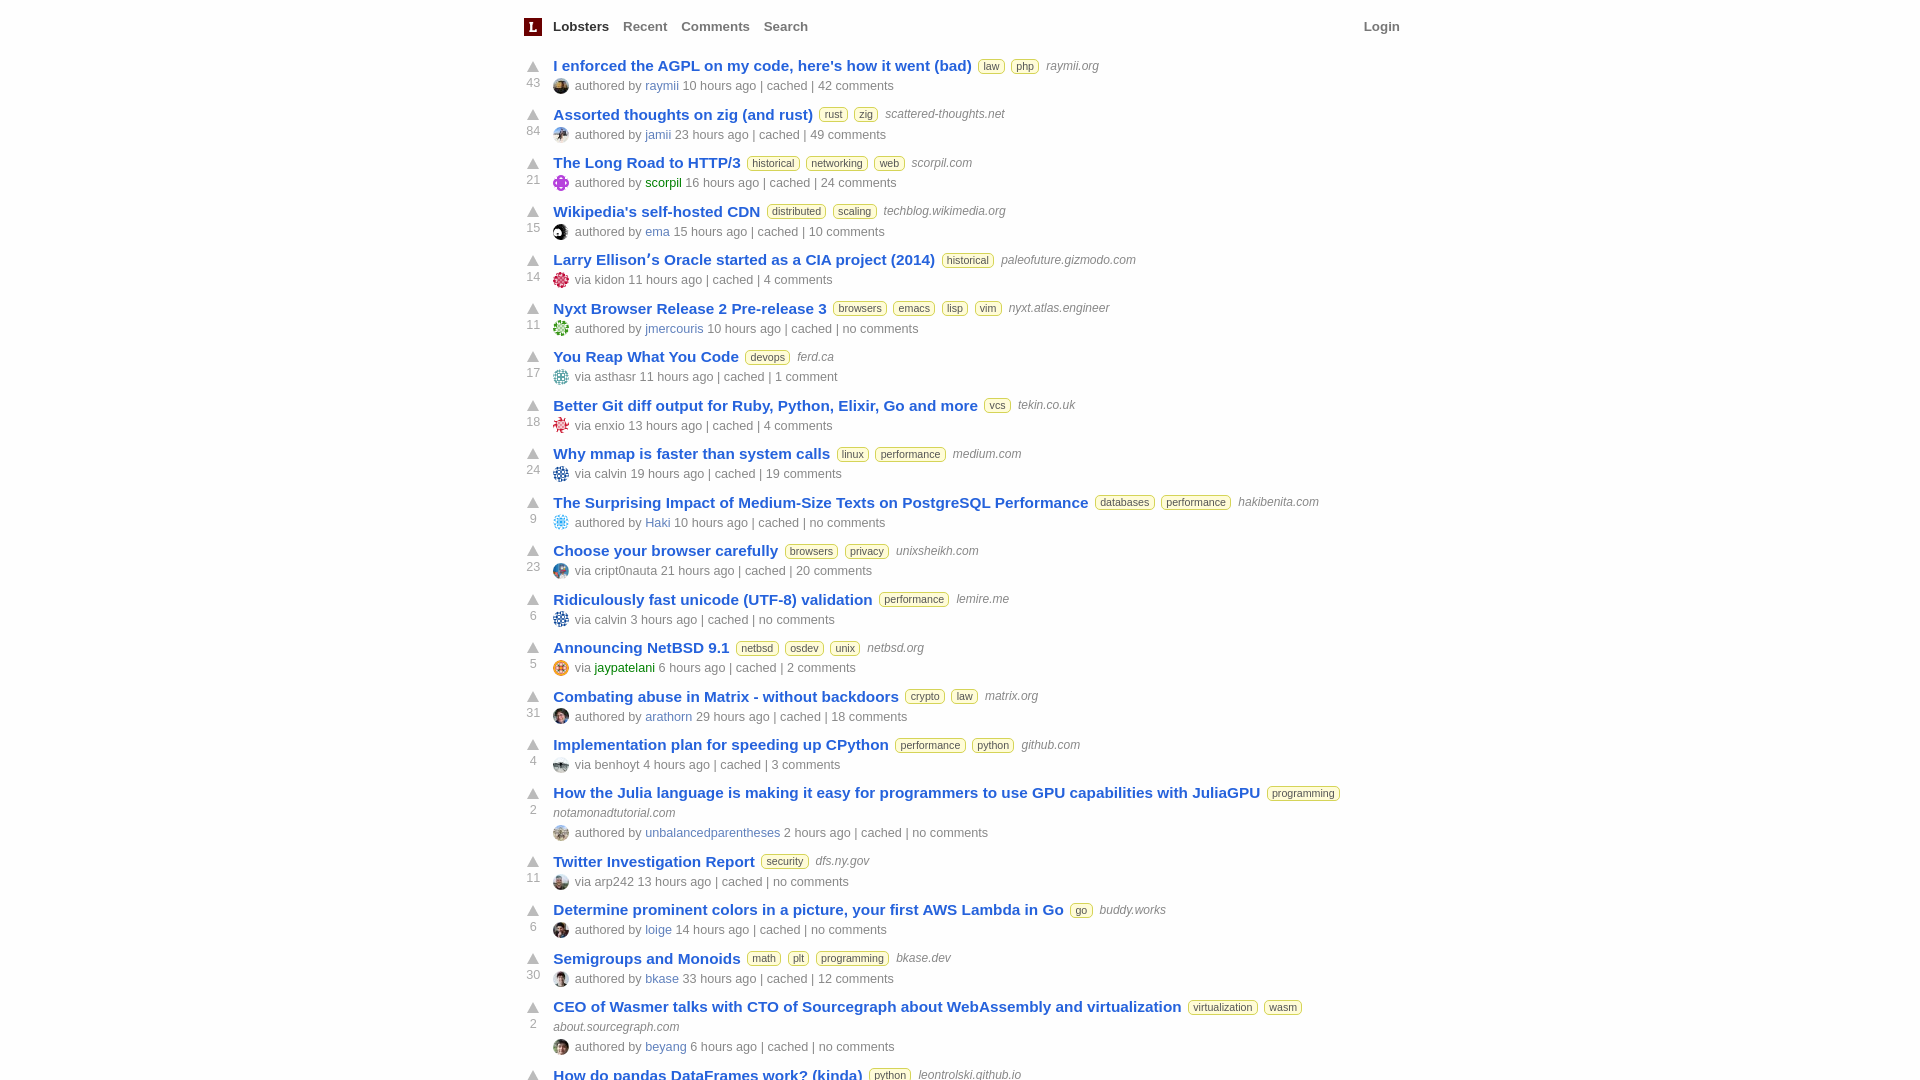 L Lobsters Recent Comments Search Login
I enforced the AGPL on my code, here's how it went (bad) law php raymii.org
43 authored by raymii 10 hours ago | cached | 42 comments
Assorted thoughts on zig (and rust) rust zig scattered-thoughts.net
84 authored by jamii 23 hours ago | cached | 49 comments
The Long Road to HTTP/3 historical networking web scorpil.com
21 authored by scorpil 16 hours ago | cached | 24 comments
Wikipedia's self-hosted CDN distributed scaling techblog.wikimedia.org
15 authored by ema 15 hours ago | cached | 10 comments
Larry Ellisonʼs Oracle started as a CIA project (2014) historical paleofuture.gizmodo.com
14 via kidon 11 hours ago | cached | 4 comments
Nyxt Browser Release 2 Pre-release 3 browsers emacs lisp vim nyxt.atlas.engineer
11 authored by jmercouris 10 hours ago | cached | no comments
You Reap What You Code devops ferd.ca
17 via asthasr 11 hours ago | cached | 1 comment
Better Git diff output for Ruby, Python, Elixir, Go and more vcs tekin.co.uk
18 via enxio 13 hours ago | cached | 4 comments
Why mmap is faster than system calls linux performance medium.com
24 via calvin 19 hours ago | cached | 19 comments
The Surprising Impact of Medium-Size Texts on PostgreSQL Performance databases performance hakibenita.com
9 authored by Haki 10 hours ago | cached | no comments
Choose your browser carefully browsers privacy unixsheikh.com
23 via cript0nauta 21 hours ago | cached | 20 comments
Ridiculously fast unicode (UTF-8) validation performance lemire.me
6 via calvin 3 hours ago | cached | no comments
Announcing NetBSD 9.1 netbsd osdev unix netbsd.org
5 via jaypatelani 6 hours ago | cached | 2 comments
Combating abuse in Matrix - without backdoors crypto law matrix.org
31 authored by arathorn 29 hours ago | cached | 18 comments
Implementation plan for speeding up CPython performance python github.com
4 via benhoyt 4 hours ago | cached | 3 comments
How the Julia language is making it easy for programmers to use GPU capabilities with JuliaGPU programming
2 notamonadtutorial.com
authored by unbalancedparentheses 2 hours ago | cached | no comments
Twitter Investigation Report security dfs.ny.gov
11 via arp242 13 hours ago | cached | no comments
Determine prominent colors in a picture, your first AWS Lambda in Go go buddy.works
6 authored by loige 14 hours ago | cached | no comments
Semigroups and Monoids math plt programming bkase.dev
30 authored by bkase 33 hours ago | cached | 12 comments
CEO of Wasmer talks with CTO of Sourcegraph about WebAssembly and virtualization virtualization wasm
2 about.sourcegraph.com
authored by beyang 6 hours ago | cached | no comments
How do pandas DataFrames work? (kinda) python leontrolski.github.io